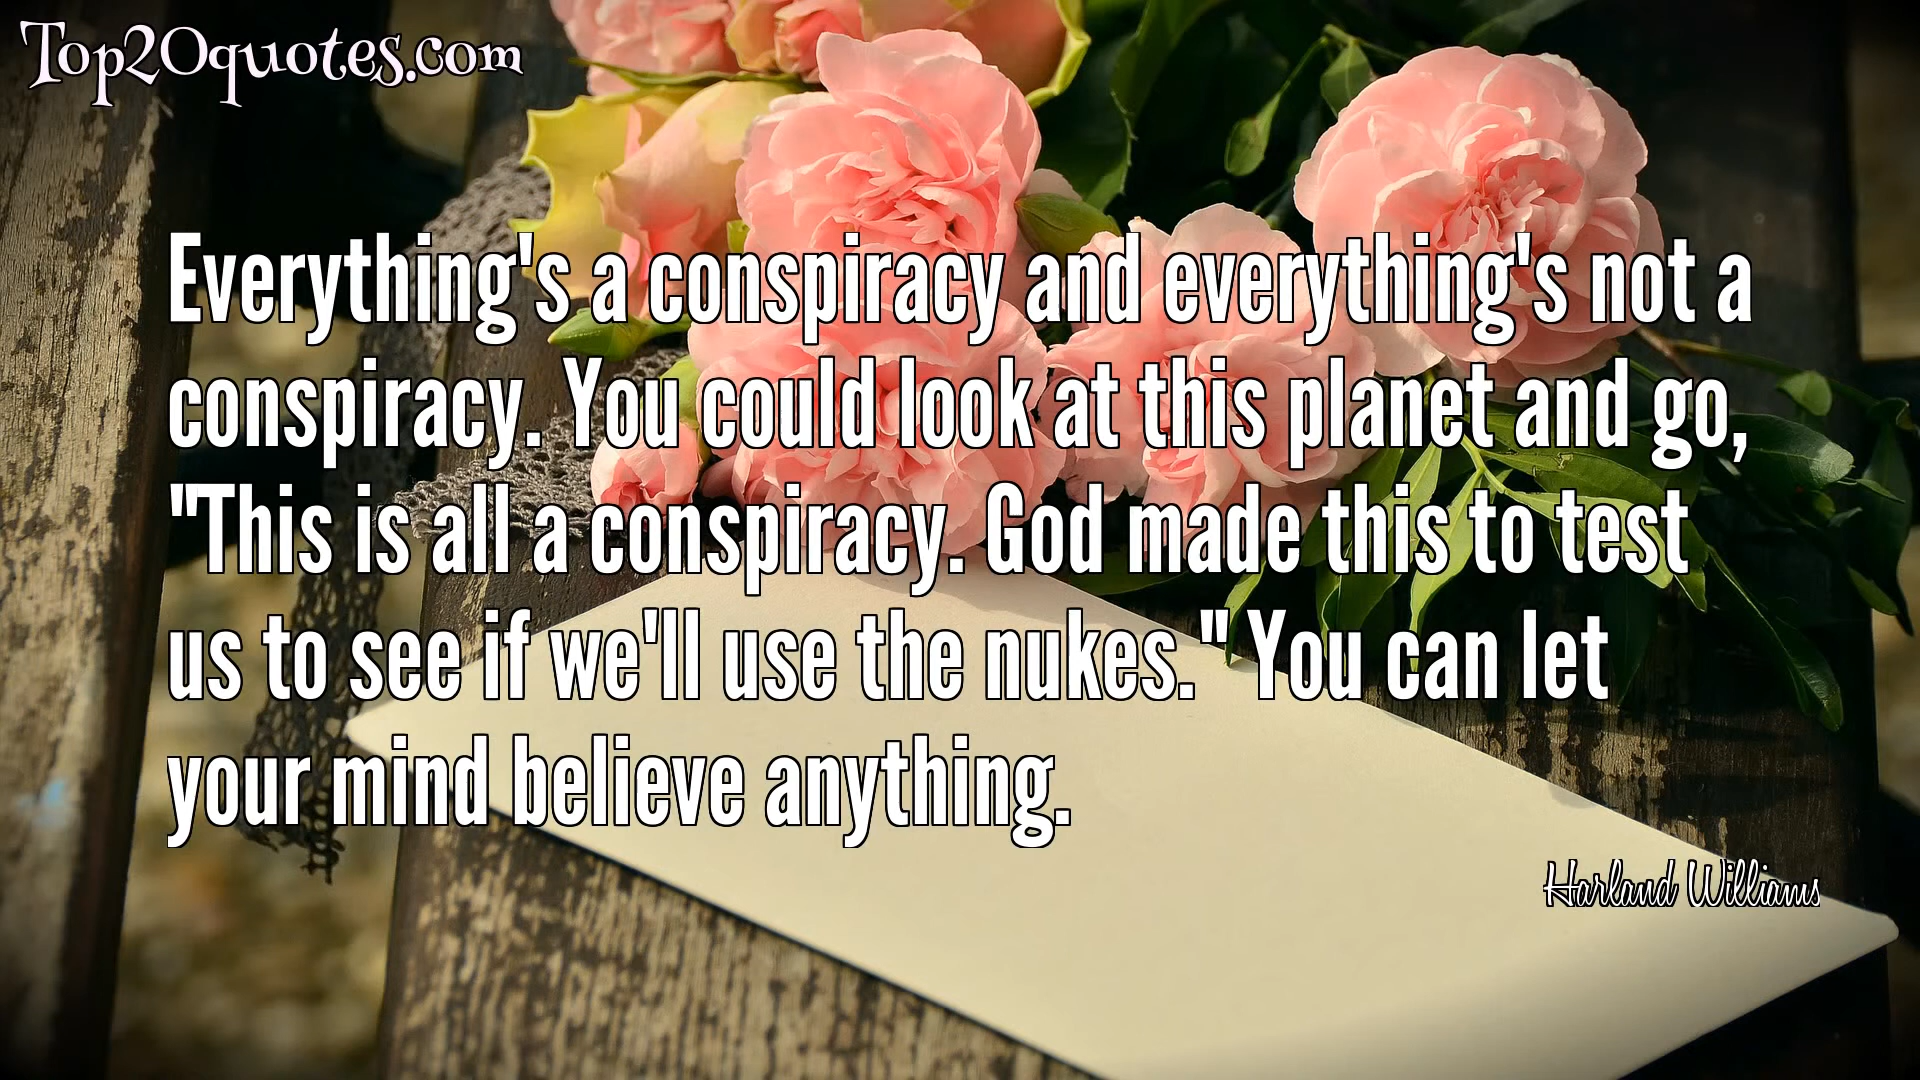 Top20quotes.com
Everything's a conspiracy and everything's not a
conspiracy. You could look at this planet and go,
"This is all a conspiracy. God made this to test
us to see if we'll use the nukes." You can let
your mind believe anything.
Harland Williams